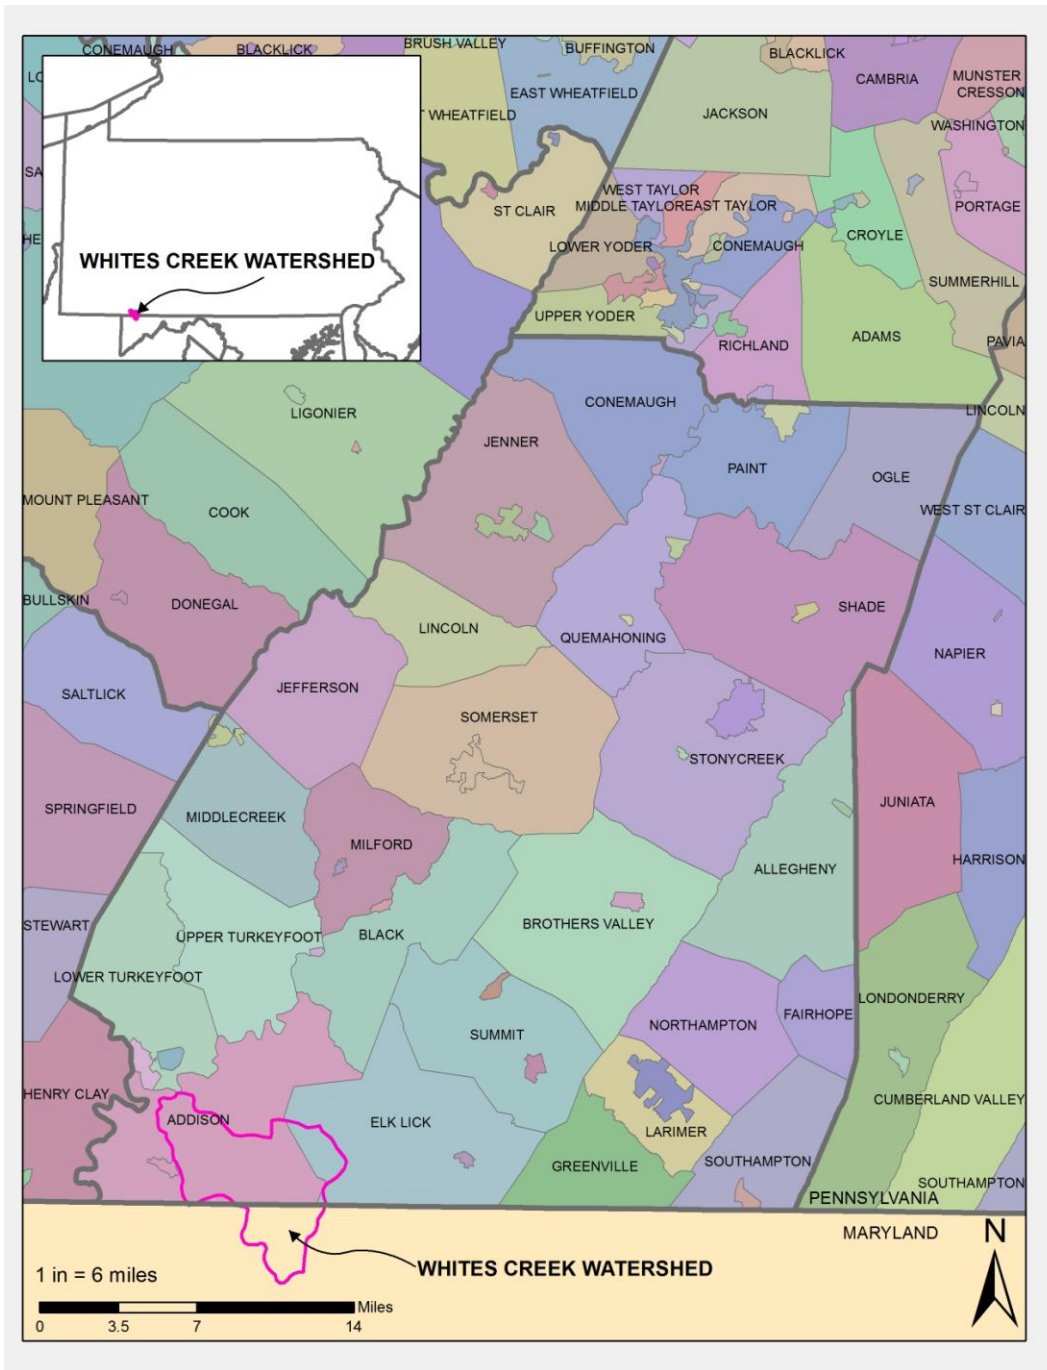 CONEMAUGH
BLACKLICK
BRUSH VALLEY
BUFFINGTON
BLACKLICK
CAMBRIA
MUNSTER
CRESSON
LO
EAST WHEATFIELD
T WHEATFIELD
JACKSON
WASHINGTON
SA
WEST TAYLOR
MIDDLE TAYLOR
EAST TAYLOR
PORTAGE
ST CLAIR
HE
LOWER YODER
CONEMAUGH
CROYLE
WHITES CREEK WATERSHED
SUMMERHILL
UPPER YODER
RICHLAND
ADAMS
PAVIA
CONEMAUGH
LINCOLN
LIGONIER
JENNER
PAINT
OGLE
MOUNT PLEASANT
COOK
WEST ST CLAIR
BULLSKIN
DONEGAL
SHADE
LINCOLN
QUEMAHONING
NAPIER
SALTLICK
JEFFERSON
SOMERSET
STONYCREEK
SPRINGFIELD
MIDDLECREEK
JUNIATA
MILFORD
HARRISON
ALLEGHENY
STEWART
UPPER TURKEYFOOT
BLACK
BROTHERS VALLEY
LOWER TURKEYFOOT
LONDONDERRY
SUMMIT
NORTHAMPTON
FAIRHOPE
HENRY CLAY
CUMBERLAND VALLEY
ADDISON
ELK LICK
LARIMER
GREENVILLE
SOUTHAMPTON
SOUTHAMPTON
PENNSYLVANIA
MARYLAND
N
WHITES CREEK WATERSHED
1 in = 6 miles
Miles
0 3.5 7 14